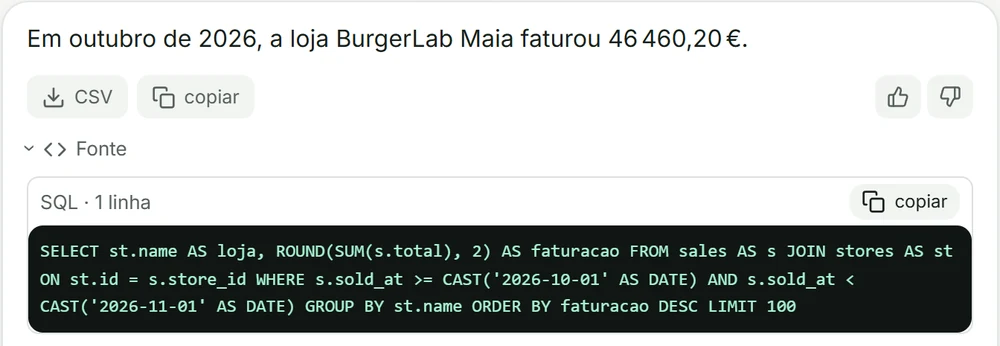 Em outubro de 2026, a loja BurgerLab Maia faturou 46 460,20 €.
CSV
copiar
Fonte
SQL · 1 linha
copiar
SELECT st.name AS loja, ROUND(SUM(s.total), 2) AS faturacao FROM sales AS s JOIN stores AS st
ON st.id = s.store_id WHERE s.sold_at >= CAST('2026-10-01' AS DATE) AND s.sold_at <
CAST('2026-11-01' AS DATE) GROUP BY st.name ORDER BY faturacao DESC LIMIT 100